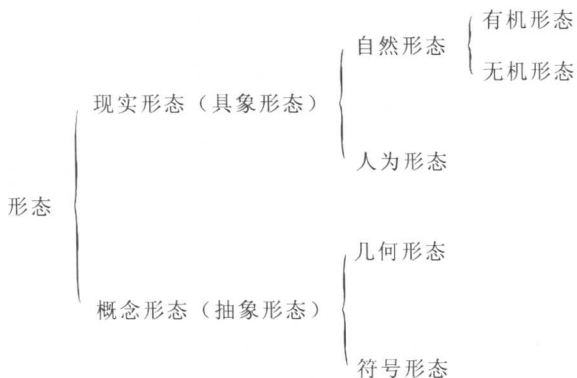 有机形态
自然形态
无机形态
现实形态（具象形态）
人为形态
形态
几何形态
概念形态（抽象形态）
符号形态